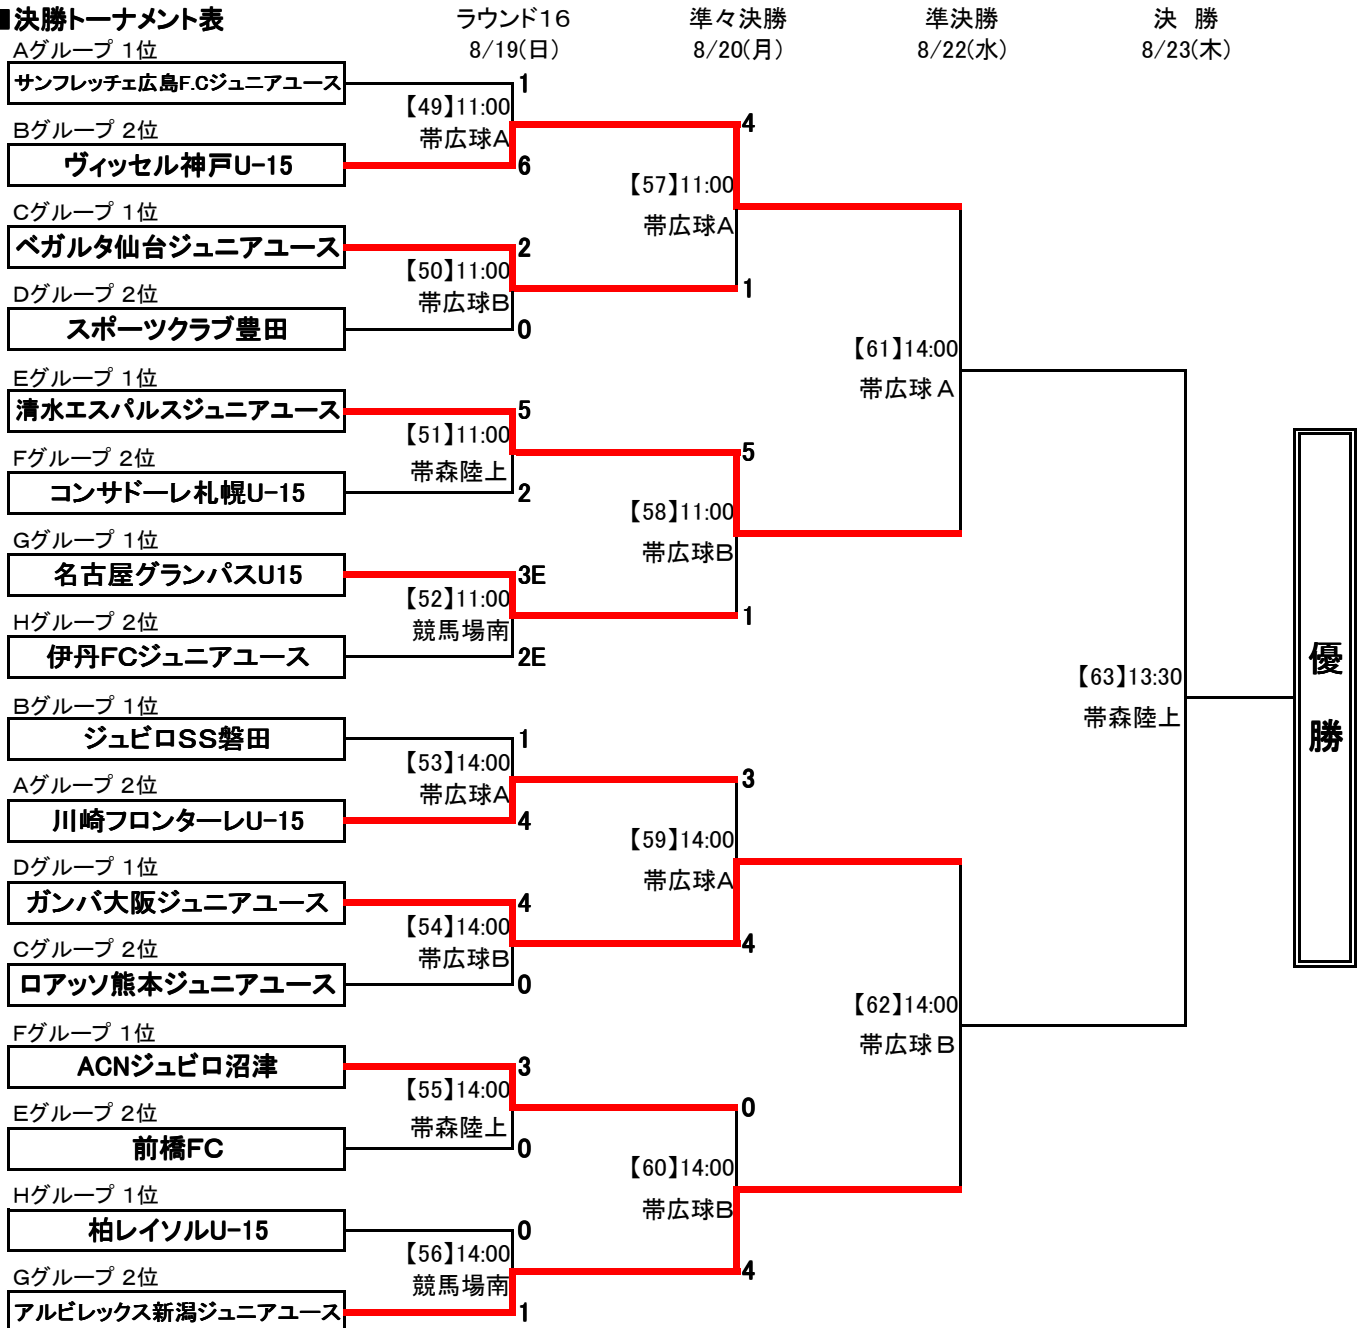 ■決勝トーナメント表
ラウンド16
準々決勝
準決勝
決 勝
8/19(日)
8/20(月)
8/22(水)
8/23(木)
Aグループ 1位
サンフレッチェ広島F.Cジュニアユース
1
【49】11:00
帯広球A
Bグループ 2位
ヴィッセル神戸U-15
6
4
【57】11:00
帯広球A
Cグループ 1位
ベガルタ仙台ジュニアユース
2
【50】11:00
帯広球B
1
Dグループ 2位
スポーツクラブ豊田
0
【61】14:00
帯広球A
Eグループ 1位
清水エスパルスジュニアユース
5
【51】11:00
帯森陸上
5
Fグループ 2位
コンサドーレ札幌U-15
2
【58】11:00
帯広球B
Gグループ 1位
名古屋グランパスU15
3E
【52】11:00
競馬場南
1
Hグループ 2位
伊丹FCジュニアユース
2E
【63】13:30
帯森陸上
優勝
Bグループ 1位
ジュビロSS磐田
1
【53】14:00
帯広球A
3
Aグループ 2位
川崎フロンターレU-15
4
【59】14:00
帯広球A
Dグループ 1位
ガンバ大阪ジュニアユース
4
【54】14:00
帯広球B
4
Cグループ 2位
ロアッソ熊本ジュニアユース
0
【62】14:00
帯広球B
Fグループ 1位
ACNジュビロ沼津
3
【55】14:00
帯森陸上
0
Eグループ 2位
前橋FC
0
【60】14:00
帯広球B
Hグループ 1位
柏レイソルU-15
0
【56】14:00
競馬場南
4
Gグループ 2位
アルビレックス新潟ジュニアユース
1